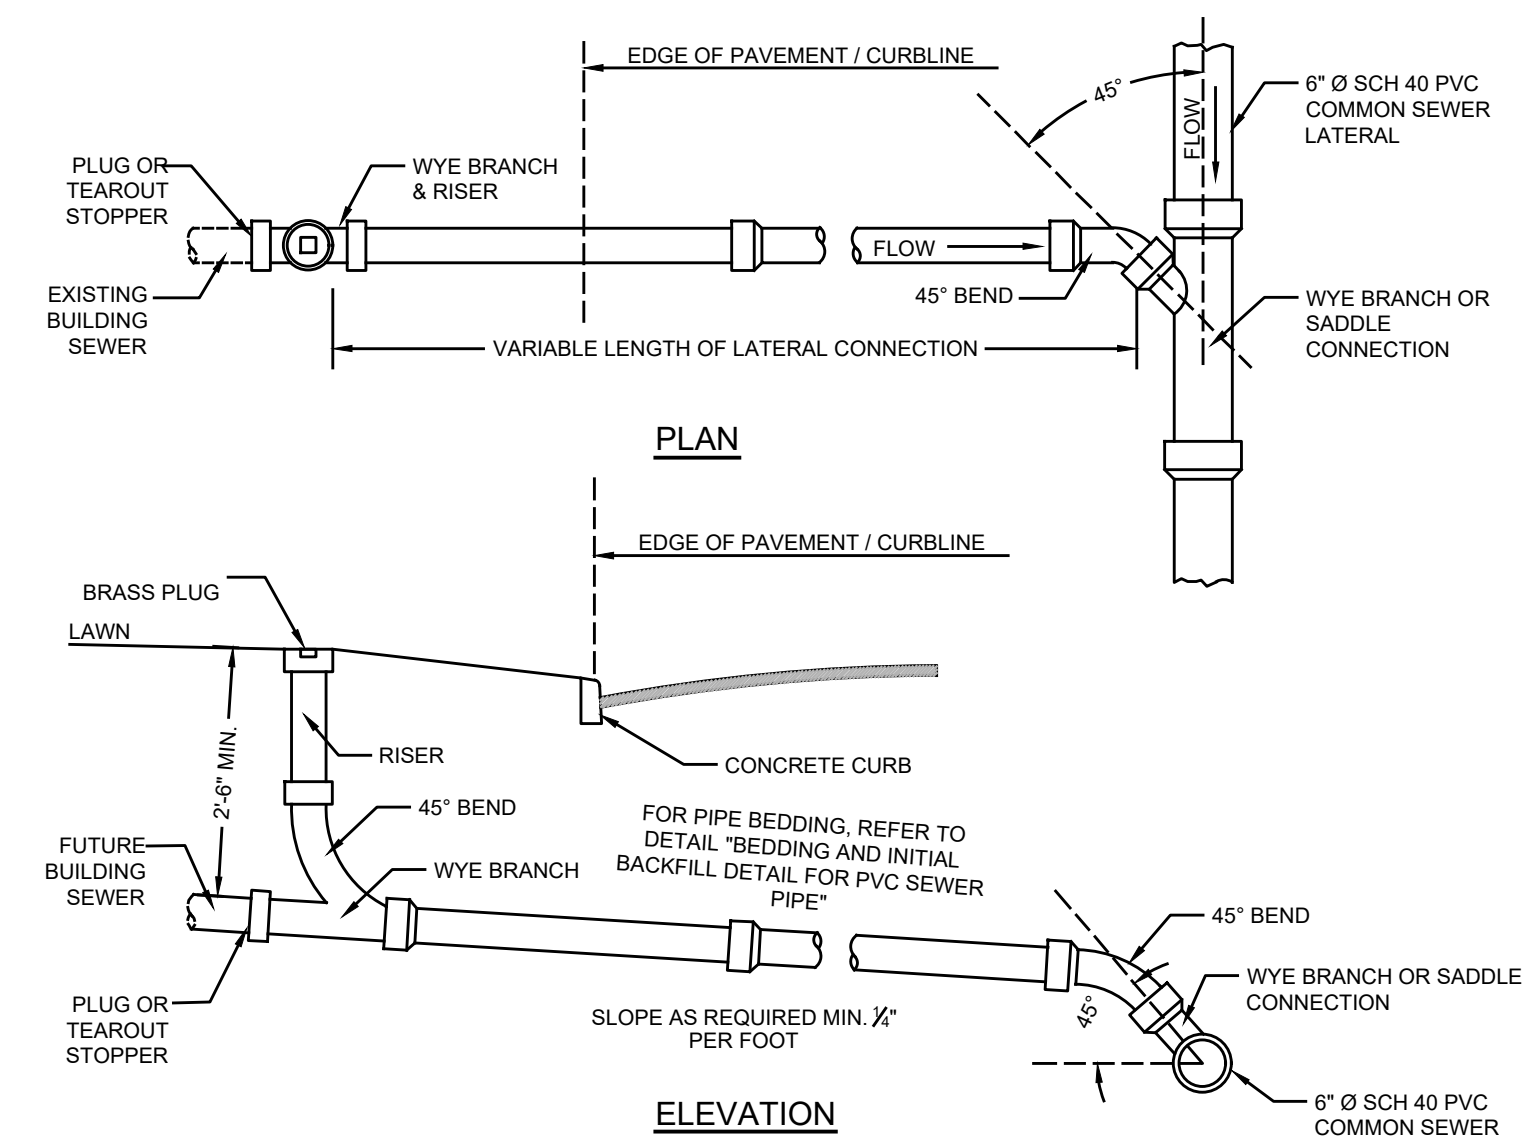 EDGE OF PAVEMENT / CURBLINE
45°
FLOW
6" Ø SCH 40 PVC
COMMON SEWER
LATERAL
PLUG OR
TEAROUT
STOPPER
WYE BRANCH
& RISER
FLOW
EXISTING
BUILDING
SEWER
45° BEND
WYE BRANCH OR
SADDLE
CONNECTION
VARIABLE LENGTH OF LATERAL CONNECTION
PLAN
EDGE OF PAVEMENT / CURBLINE
BRASS PLUG
LAWN
2'-6" MIN.
RISER
CONCRETE CURB
45° BEND
FOR PIPE BEDDING, REFER TO
DETAIL "BEDDING AND INITIAL
BACKFILL DETAIL FOR PVC SEWER
PIPE"
FUTURE
BUILDING
SEWER
WYE BRANCH
45° BEND
WYE BRANCH OR SADDLE
CONNECTION
PLUG OR
TEAROUT
STOPPER
SLOPE AS REQUIRED MIN. 1/4"
PER FOOT
45°
6" Ø SCH 40 PVC
COMMON SEWER
ELEVATION